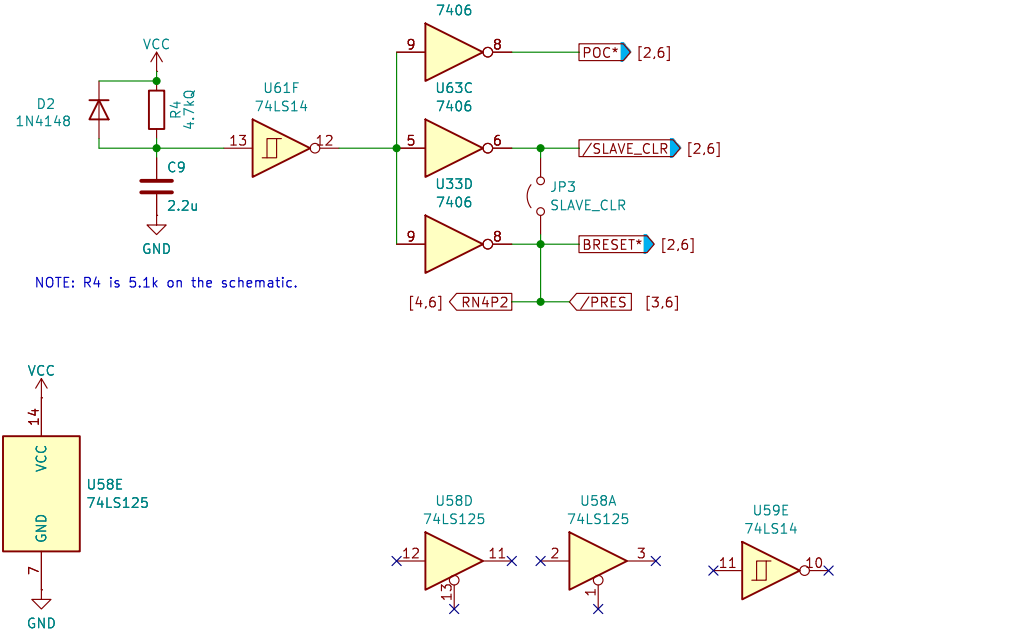 7406
9
8
POC*
[2,6]
VCC
D2
1N4148
R4
4.7kΩ
U61F
74LS14
13
12
U63C
7406
5
6
/SLAVE_CLR
[2,6]
C9
2.2u
GND
U33D
7406
JP3
SLAVE_CLR
9
8
BRESET*
[2,6]
NOTE: R4 is 5.1k on the schematic.
[4,6]
RN4P2
/PRES
[3,6]
VCC
14
VCC
GND
U58E
74LS125
7
GND
U58D
74LS125
12
11
13
U58A
74LS125
2
3
1
U59E
74LS14
11
10